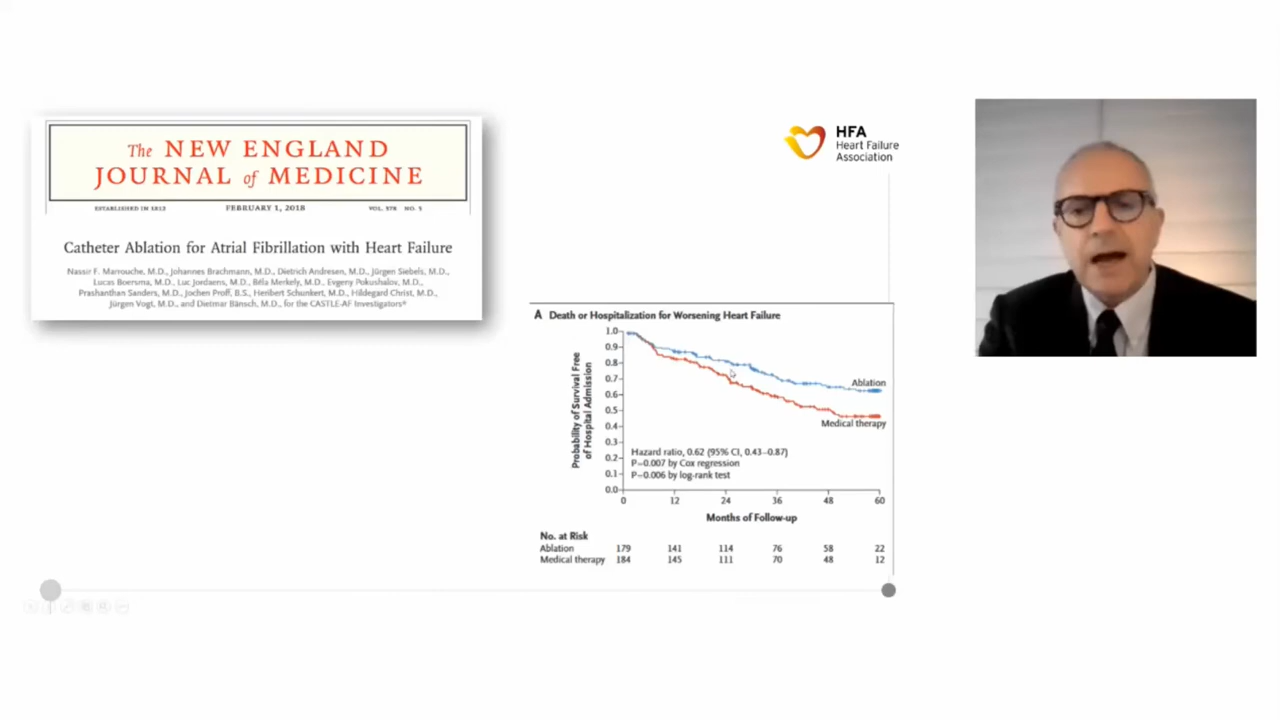 The NEW ENGLAND
JOURNAL of MEDICINE
ESTABLISHED IN 1812
FEBRUARY 1, 2018
VOL. 378 NO. 5
Catheter Ablation for Atrial Fibrillation with Heart Failure
Nassir F. Marrouche, M.D., Johannes Brachmann, M.D., Dietrich Andresen, M.D., Jürgen Siebels, M.D.,
Lucas Boersma, M.D., Luc Jordaens, M.D., Béla Merkely, M.D., Evgeny Pokushalov, M.D.,
Prashanthan Sanders, M.D., Jochen Proff, B.S., Heribert Schunkert, M.D., Hildegard Christ, M.D.,
Jürgen Vogt, M.D., and Dietmar Bänsch, M.D., for the CASTLE-AF Investigators*
HFA
Heart Failure
Association
A Death or Hospitalization for Worsening Heart Failure
Probability of Survival Free
of Hospital Admission
1.0
0.9
0.8
0.7
0.6
0.5
0.4
0.3
0.2
0.1
0.0
Ablation
Medical therapy
Hazard ratio, 0.62 (95% CI, 0.43–0.87)
P=0.007 by Cox regression
P=0.006 by log-rank test
0 12 24 36 48 60
Months of Follow-up
No. at Risk
Ablation 179 141 114 76 58 22
Medical therapy 184 145 111 70 48 12